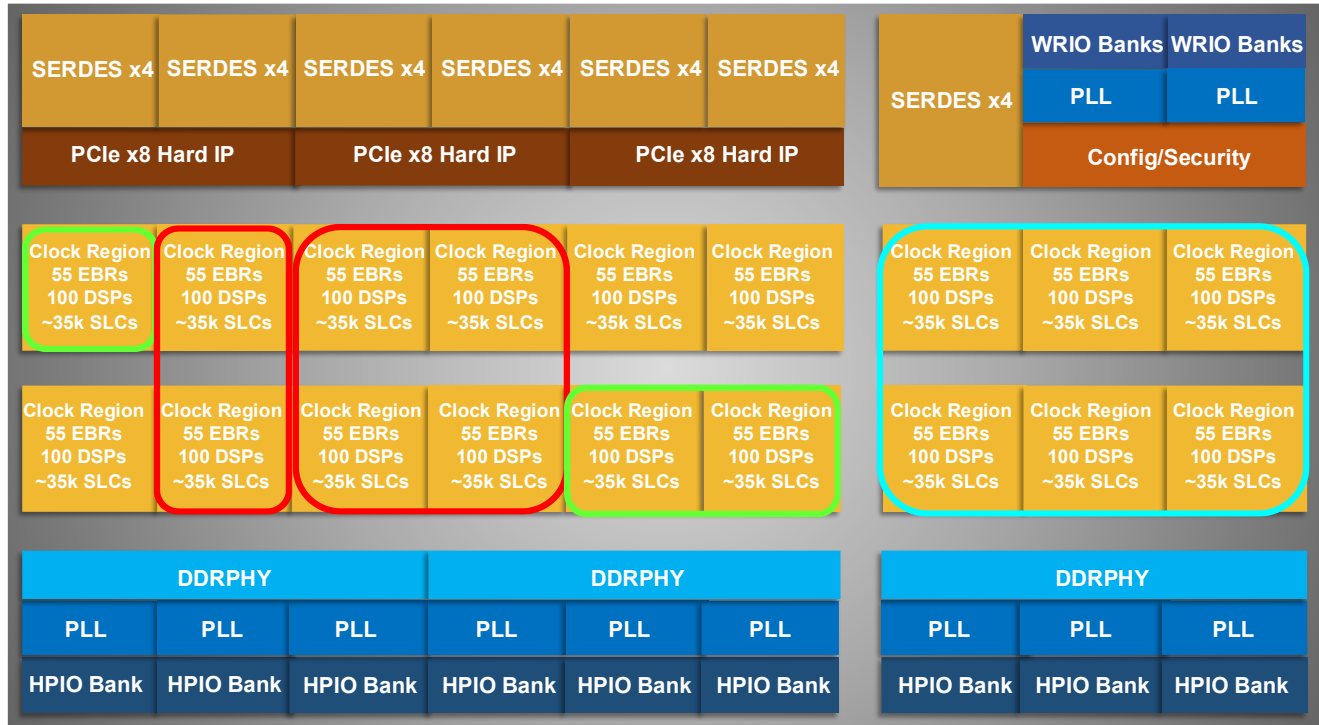 SERDES x4 SERDES x4 SERDES x4 SERDES x4 SERDES x4 SERDES x4
PCIe x8 Hard IP PCIe x8 Hard IP PCIe x8 Hard IP
SERDES x4
WRIO Banks WRIO Banks
PLL PLL
Config/Security
Clock Region Clock Region Clock Region Clock Region Clock Region Clock Region
55 EBRs 55 EBRs 55 EBRs 55 EBRs 55 EBRs 55 EBRs
100 DSPs 100 DSPs 100 DSPs 100 DSPs 100 DSPs 100 DSPs
~35k SLCs ~35k SLCs ~35k SLCs ~35k SLCs ~35k SLCs ~35k SLCs
Clock Region Clock Region Clock Region
55 EBRs 55 EBRs 55 EBRs
100 DSPs 100 DSPs 100 DSPs
~35k SLCs ~35k SLCs ~35k SLCs
Clock Region Clock Region Clock Region Clock Region Clock Region Clock Region
55 EBRs 55 EBRs 55 EBRs 55 EBRs 55 EBRs 55 EBRs
100 DSPs 100 DSPs 100 DSPs 100 DSPs 100 DSPs 100 DSPs
~35k SLCs ~35k SLCs ~35k SLCs ~35k SLCs ~35k SLCs ~35k SLCs
Clock Region Clock Region Clock Region
55 EBRs 55 EBRs 55 EBRs
100 DSPs 100 DSPs 100 DSPs
~35k SLCs ~35k SLCs ~35k SLCs
DDRPHY DDRPHY
PLL PLL PLL PLL PLL PLL
HPIO Bank HPIO Bank HPIO Bank HPIO Bank HPIO Bank HPIO Bank
DDRPHY
PLL PLL PLL
HPIO Bank HPIO Bank HPIO Bank